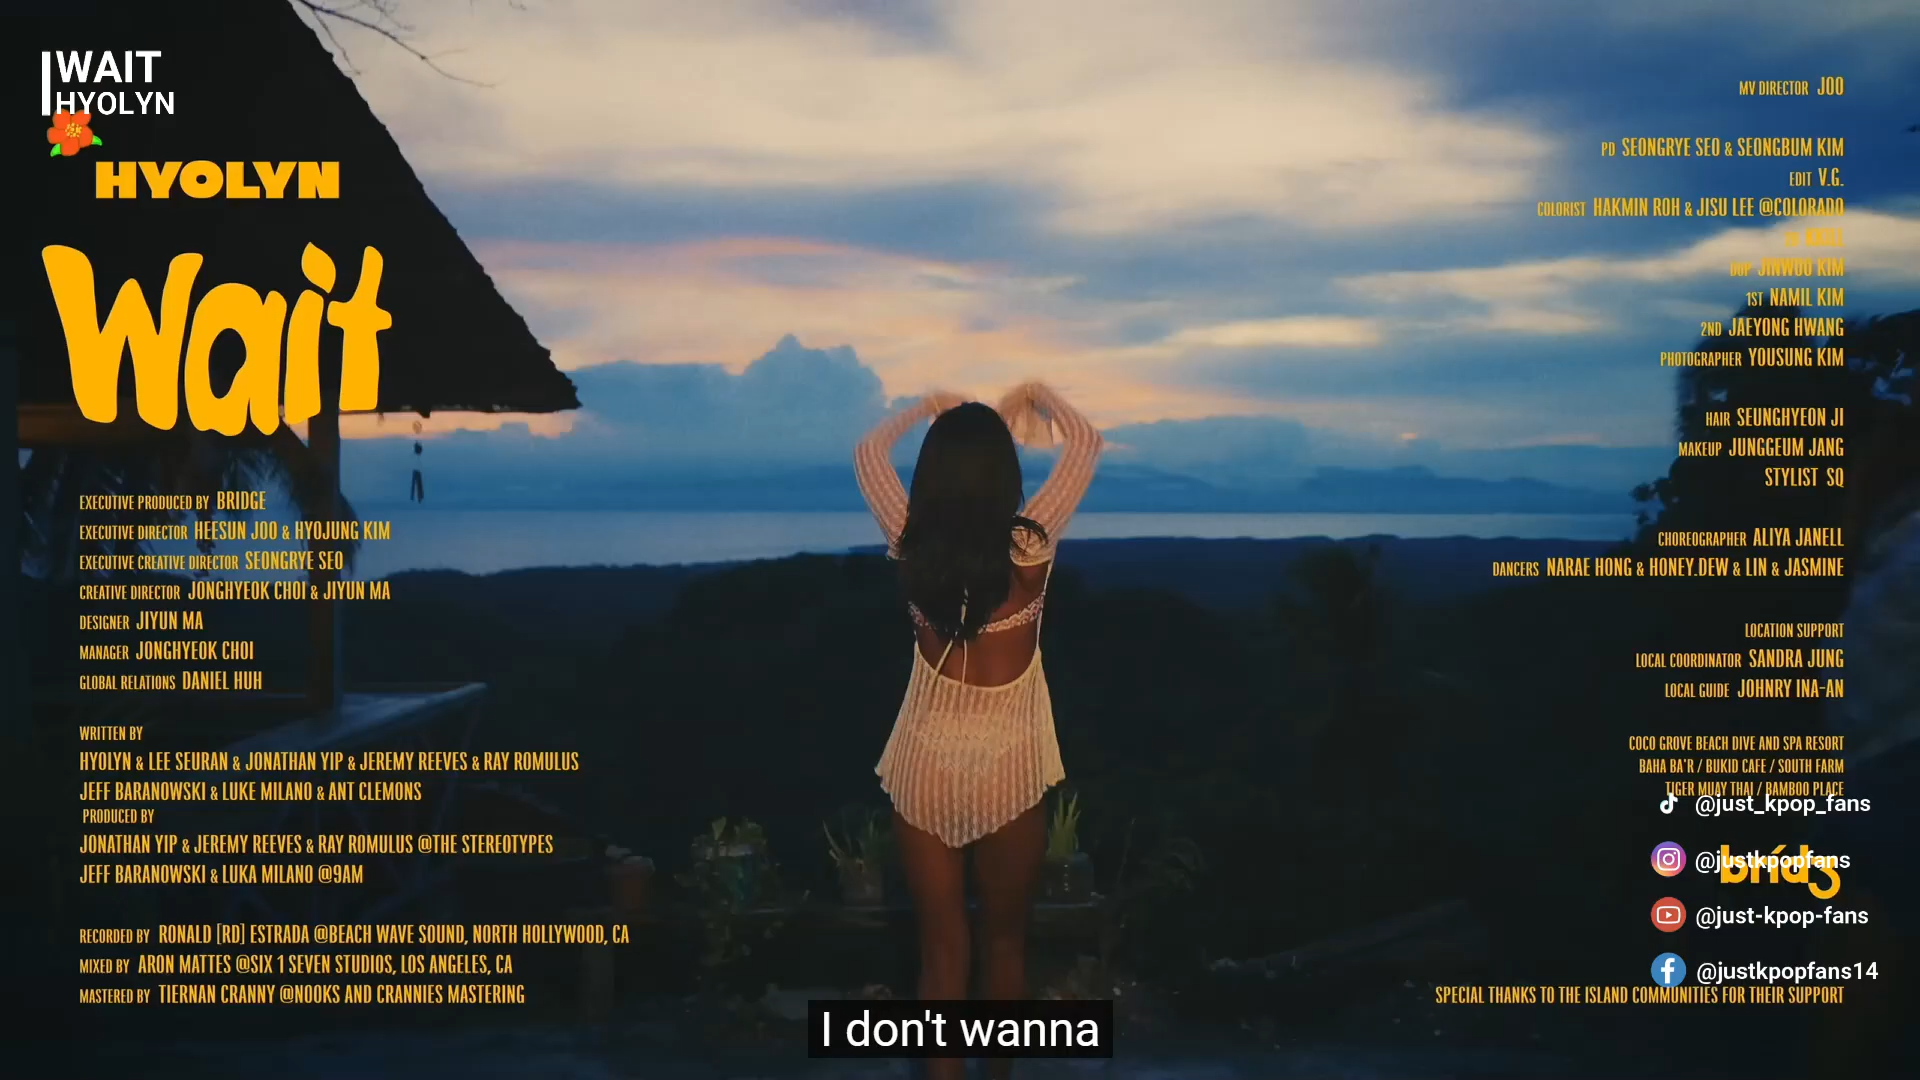 WAIT
HYOLYN
HYOLYN
Wait
EXECUTIVE PRODUCED BY BRIDGE
EXECUTIVE DIRECTOR HEESUN JOO & HYOJUNG KIM
EXECUTIVE CREATIVE DIRECTOR SEONGRYE SEO
CREATIVE DIRECTOR JONGHYEOK CHOI & JIYUN MA
DESIGNER JIYUN MA
MANAGER JONGHYEOK CHOI
GLOBAL RELATIONS DANIEL HUH
WRITTEN BY
HYOLYN & LEE SEURAN & JONATHAN YIP & JEREMY REEVES & RAY ROMULUS
JEFF BARANOWSKI & LUKE MILANO & ANT CLEMONS
PRODUCED BY
JONATHAN YIP & JEREMY REEVES & RAY ROMULUS @THE STEREOTYPES
JEFF BARANOWSKI & LUKA MILANO @9AM
RECORDED BY RONALD [RD] ESTRADA @BEACH WAVE SOUND, NORTH HOLLYWOOD, CA
MIXED BY ARON MATTES @SIX 1 SEVEN STUDIOS, LOS ANGELES, CA
MASTERED BY TIERNAN CRANNY @NOOKS AND CRANNIES MASTERING
MV DIRECTOR JOO
PD SEONGRYE SEO & SEONGBUM KIM
EDIT V.G.
COLORIST HAKMIN ROH & JISU LEE @COLORADO
DOP JINWOO KIM
1ST NAMIL KIM
2ND JAEYONG HWANG
PHOTOGRAPHER YOUSUNG KIM
HAIR SEUNGHYEON JI
MAKEUP JUNGGEUM JANG
STYLIST SQ
CHOREOGRAPHER ALIYA JANELL
DANCERS NARAE HONG & HONEY.DEW & LIN & JASMINE
LOCATION SUPPORT
LOCAL COORDINATOR SANDRA JUNG
LOCAL GUIDE JOHNRY INA-AN
COCO GROVE BEACH DIVE AND SPA RESORT
BAHA BA'R / BUKID CAFE / SOUTH FARM
TIGER MUAY THAI / BAMBOO PLACE
@just_kpop_fans
@justkpopfans
@just-kpop-fans
@justkpopfans14
SPECIAL THANKS TO THE ISLAND COMMUNITIES FOR THEIR SUPPORT
I don't wanna